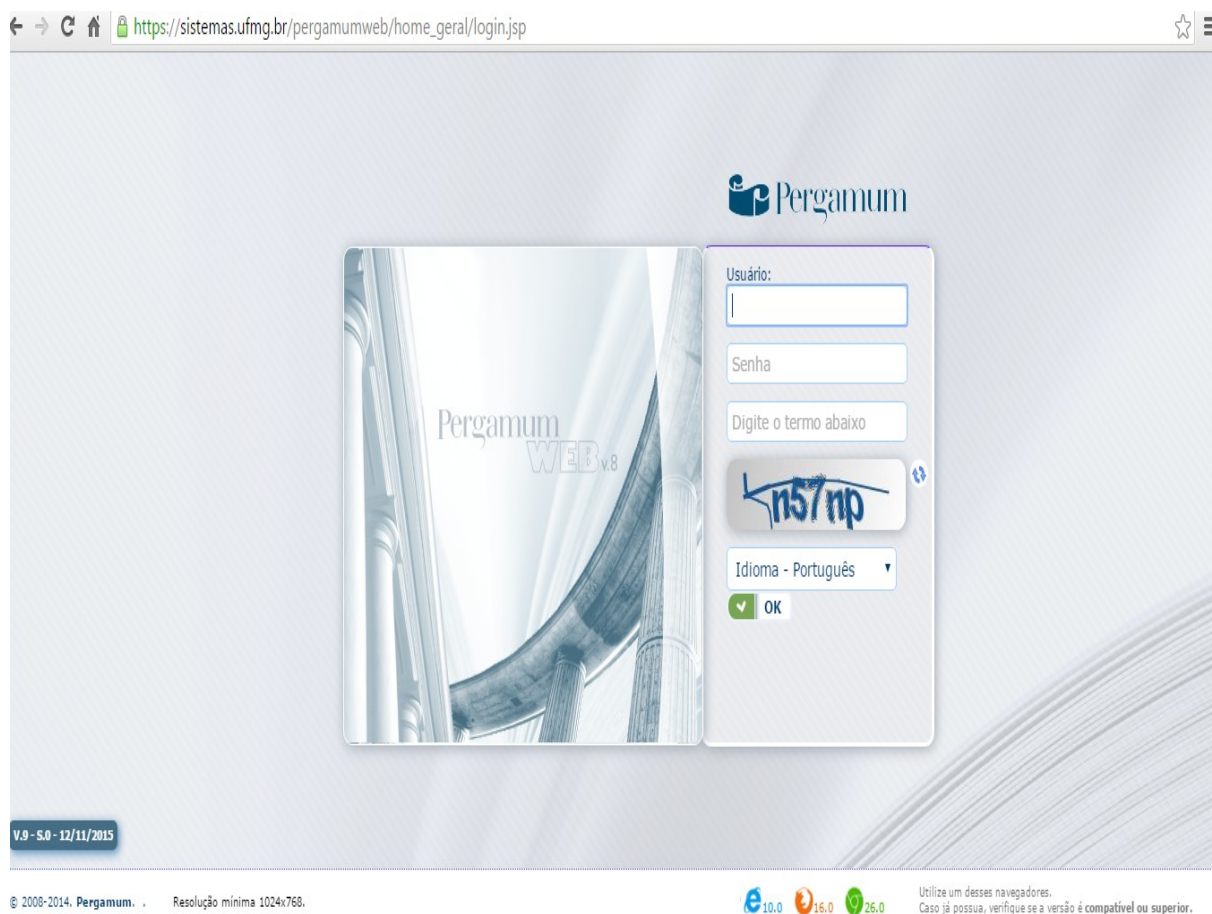 https://sistemas.ufmg.br/pergamumweb/home_geral/login.jsp
Pergamum
Usuário:
Senha
Digite o termo abaixo
n57np
Idioma - Português
OK
Pergamum
WEB v.8
V.9 - S.0 - 12/11/2015
© 2008-2014. Pergamum. . Resolução mínima 1024x768.
10.0 16.0 26.0
Utilize um desses navegadores.
Caso já possua, verifique se a versão é compatível ou superior.